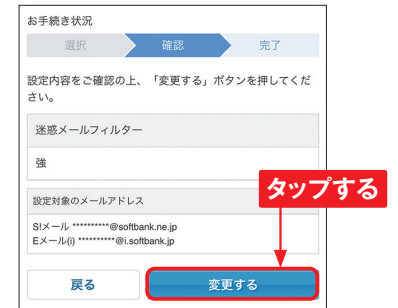 お手続き状況
選択
確認
完了
設定内容をご確認の上、「変更する」ボタンを押してくだ
さい。
迷惑メールフィルター
強
タップする
設定対象のメールアドレス
S!メール **********@softbank.ne.jp
Eメール(i) **********@i.softbank.jp
戻る
変更する